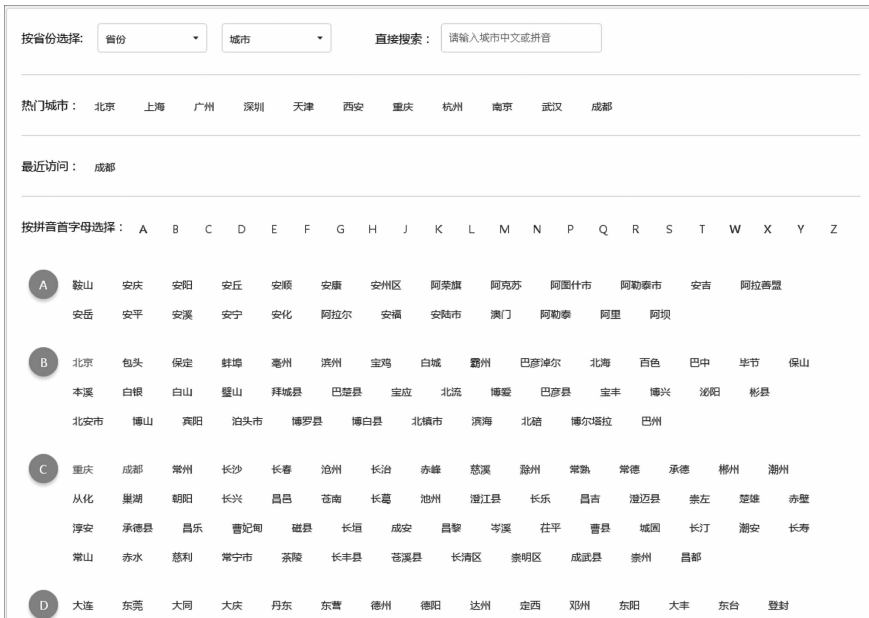 按省份选择: 省份 城市 直接搜索： 请输入城市中文或拼音
热门城市： 北京 上海 广州 深圳 天津 西安 重庆 杭州 南京 武汉 成都
最近访问： 成都
按拼音首字母选择： A B C D E F G H J K L M N P Q R S T W X Y Z
A 鞍山 安庆 安阳 安丘 安顺 安康 安州区 阿荣旗 阿克苏 阿图什市 阿勒泰市 安吉 阿拉善盟
安岳 安平 安溪 安宁 安化 阿拉尔 安福 安陆市 澳门 阿勒泰 阿里 阿坝
B 北京 包头 保定 蚌埠 亳州 滨州 宝鸡 白城 霸州 巴彦淖尔 北海 百色 巴中 毕节 保山
本溪 白银 白山 璧山 拜城县 巴楚县 宝应 北流 博爱 巴彦县 宝丰 博兴 泌阳 彬县
北安市 博山 宾阳 泊头市 博罗县 博白县 北镇市 滨海 北碚 博尔塔拉 巴州
C 重庆 成都 常州 长沙 长春 沧州 长治 赤峰 慈溪 滁州 常熟 常德 承德 郴州 潮州
从化 巢湖 朝阳 长兴 昌邑 苍南 长葛 池州 澄江县 长乐 昌吉 澄迈县 崇左 楚雄 赤壁
淳安 承德县 昌乐 曹妃甸 磁县 长垣 成安 昌黎 岑溪 茌平 曹县 城固 长汀 潮安 长寿
常山 赤水 慈利 常宁市 茶陵 长丰县 苍溪县 长清区 崇明区 成武县 崇州 昌都
D 大连 东莞 大同 大庆 丹东 东营 德州 德阳 达州 定西 邓州 东阳 大丰 东台 登封